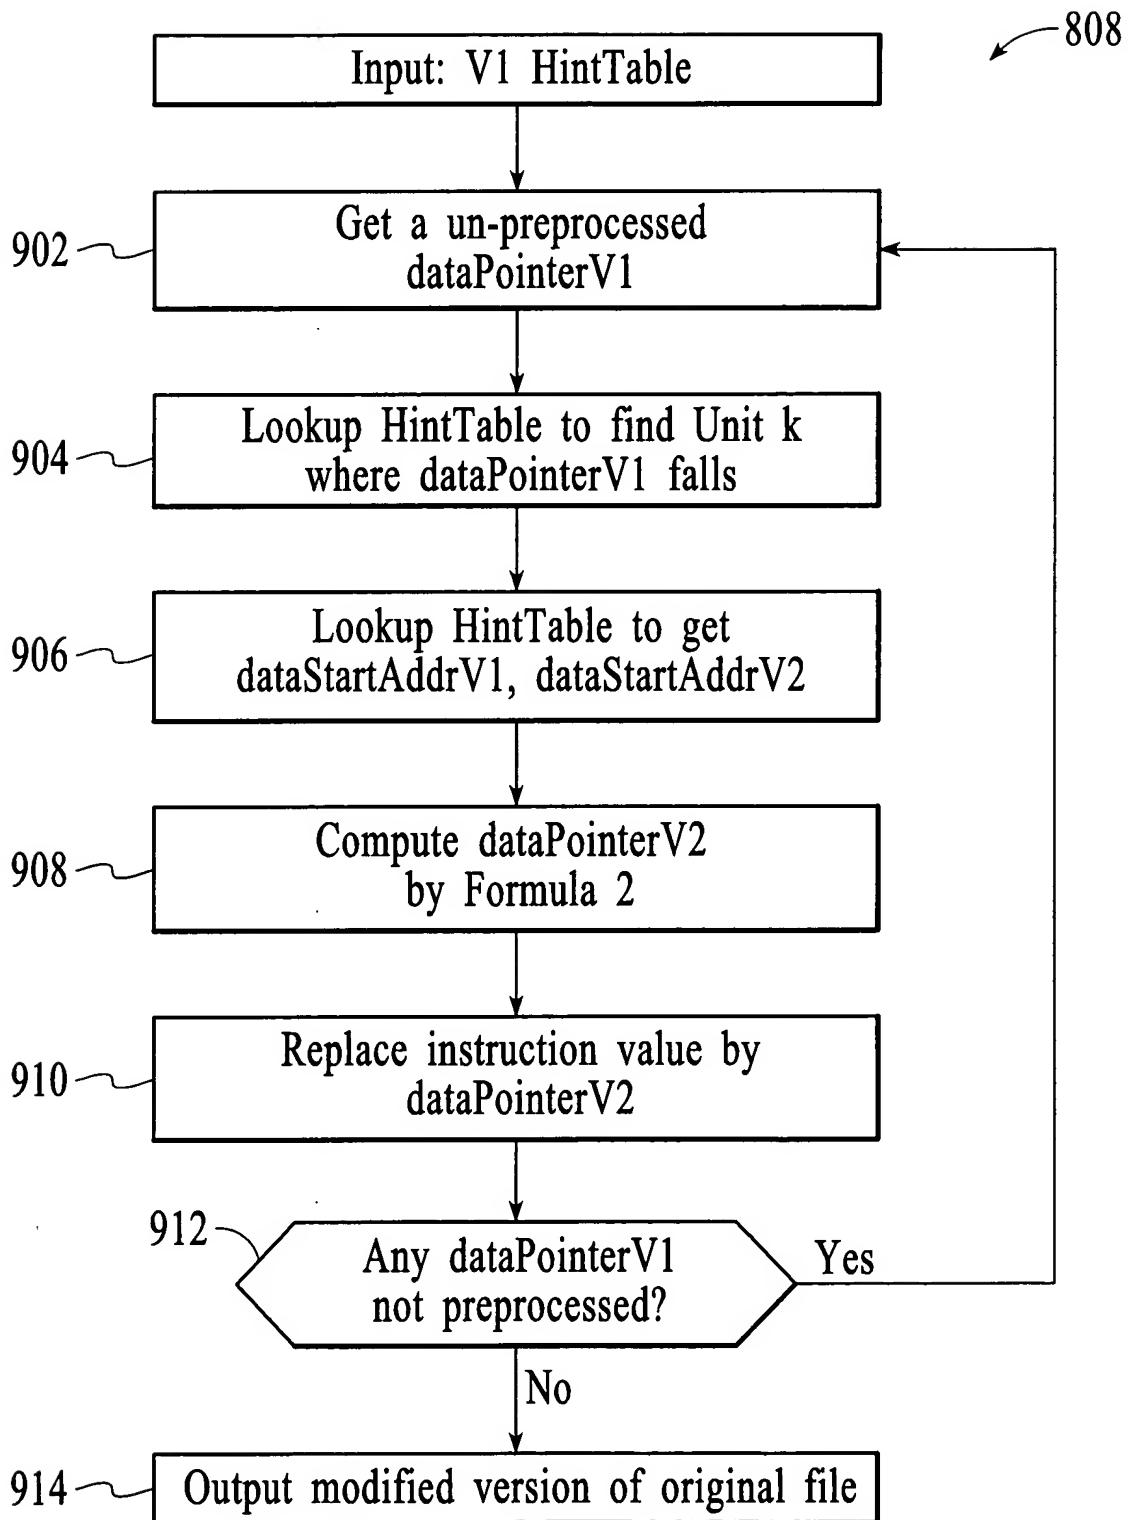 808
Input: V1 HintTable
902
Get a un-preprocessed
dataPointerV1
904
Lookup HintTable to find Unit k
where dataPointerV1 falls
906
Lookup HintTable to get
dataStartAddrV1, dataStartAddrV2
908
Compute dataPointerV2
by Formula 2
910
Replace instruction value by
dataPointerV2
912
Any dataPointerV1
not preprocessed?
Yes
No
914
Output modified version of original file